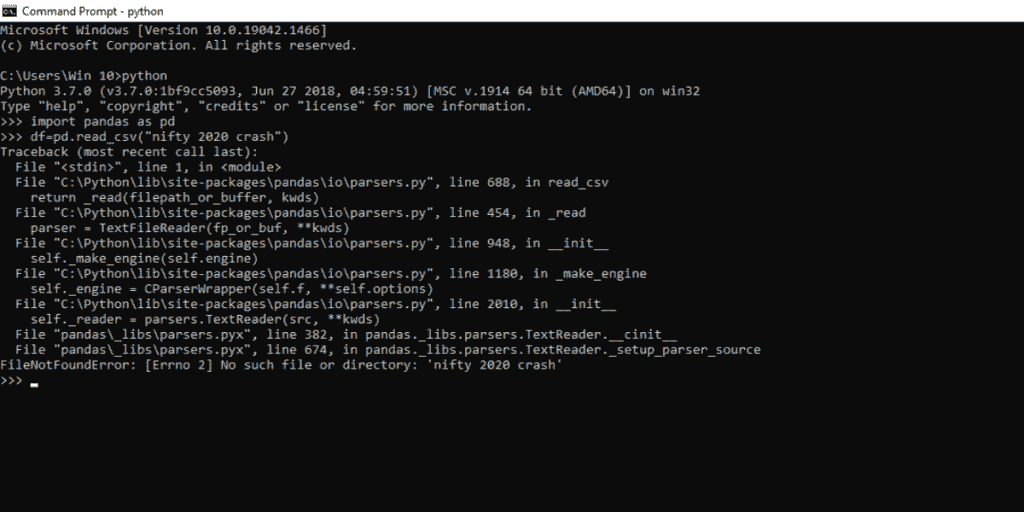 Command Prompt - python
Microsoft Windows [Version 10.0.19042.1466]
(c) Microsoft Corporation. All rights reserved.
C:\Users\Win 10>python
Python 3.7.0 (v3.7.0:1bf9cc5093, Jun 27 2018, 04:59:51) [MSC v.1914 64 bit (AMD64)] on win32
Type "help", "copyright", "credits" or "license" for more information.
>>> import pandas as pd
>>> df=pd.read_csv("nifty 2020 crash")
Traceback (most recent call last):
  File "<stdin>", line 1, in <module>
  File "C:\Python\lib\site-packages\pandas\io\parsers.py", line 688, in read_csv
    return _read(filepath_or_buffer, kwds)
  File "C:\Python\lib\site-packages\pandas\io\parsers.py", line 454, in _read
    parser = TextFileReader(fp_or_buf, **kwds)
  File "C:\Python\lib\site-packages\pandas\io\parsers.py", line 948, in __init__
    self._make_engine(self.engine)
  File "C:\Python\lib\site-packages\pandas\io\parsers.py", line 1180, in _make_engine
    self._engine = CParserWrapper(self.f, **self.options)
  File "C:\Python\lib\site-packages\pandas\io\parsers.py", line 2010, in __init__
    self._reader = parsers.TextReader(src, **kwds)
  File "pandas\_libs\parsers.pyx", line 382, in pandas._libs.parsers.TextReader.__cinit__
  File "pandas\_libs\parsers.pyx", line 674, in pandas._libs.parsers.TextReader._setup_parser_source
FileNotFoundError: [Errno 2] No such file or directory: 'nifty 2020 crash'
>>> _